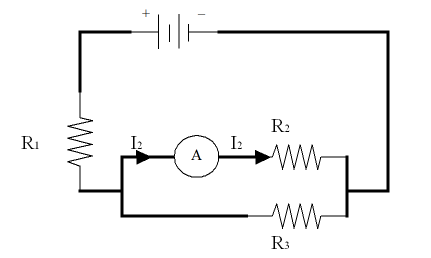 + −
R₂
R₁ I₂ A I₂
R₃